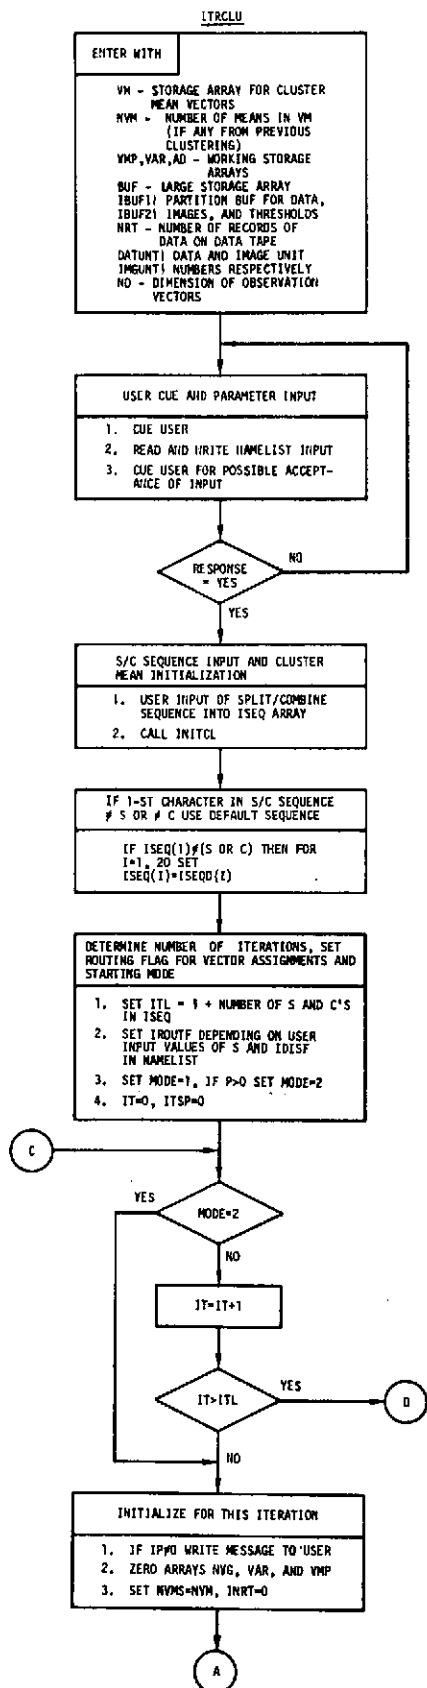 ITRCLU
ENTER WITH
VM - STORAGE ARRAY FOR CLUSTER
MEAN VECTORS
NVM - NUMBER OF MEANS IN VM
(IF ANY FROM PREVIOUS
CLUSTERING)
VMP,VAR,AD - WORKING STORAGE
ARRAYS
BUF - LARGE STORAGE ARRAY
IBUF1} PARTITION BUF FOR DATA,
IBUF2} IMAGES, AND THRESHOLDS
NRT - NUMBER OF RECORDS OF
DATA ON DATA TAPE
DATUNT} DATA AND IMAGE UNIT
IMGUNT} NUMBERS RESPECTIVELY
ND - DIMENSION OF OBSERVATION
VECTORS
USER CUE AND PARAMETER INPUT
1. CUE USER
2. READ AND WRITE NAMELIST INPUT
3. CUE USER FOR POSSIBLE ACCEPT-
ANCE OF INPUT
NO
RESPONSE
= YES
YES
S/C SEQUENCE INPUT AND CLUSTER
MEAN INITIALIZATION
1. USER INPUT OF SPLIT/COMBINE
SEQUENCE INTO ISEQ ARRAY
2. CALL INITCL
IF 1-ST CHARACTER IN S/C SEQUENCE
≠ S OR ≠ C USE DEFAULT SEQUENCE
IF ISEQ(1)≠(S OR C) THEN FOR
I=1, 20 SET
ISEQ(I)=ISEQD(I)
DETERMINE NUMBER OF ITERATIONS, SET
ROUTING FLAG FOR VECTOR ASSIGNMENTS AND
STARTING MODE
1. SET ITL = 1 + NUMBER OF S AND C'S
IN ISEQ
2. SET IROUTF DEPENDING ON USER
INPUT VALUES OF S AND IDISF
IN NAMELIST
3. SET MODE=1, IF P>0 SET MODE=2
4. IT=0, ITSP=0
C
YES
MODE=2
NO
IT=IT+1
YES
IT>ITL
D
NO
INITIALIZE FOR THIS ITERATION
1. IF IP≠0 WRITE MESSAGE TO USER
2. ZERO ARRAYS NVG, VAR, AND VMP
3. SET NVMS=NVM, INRT=0
A